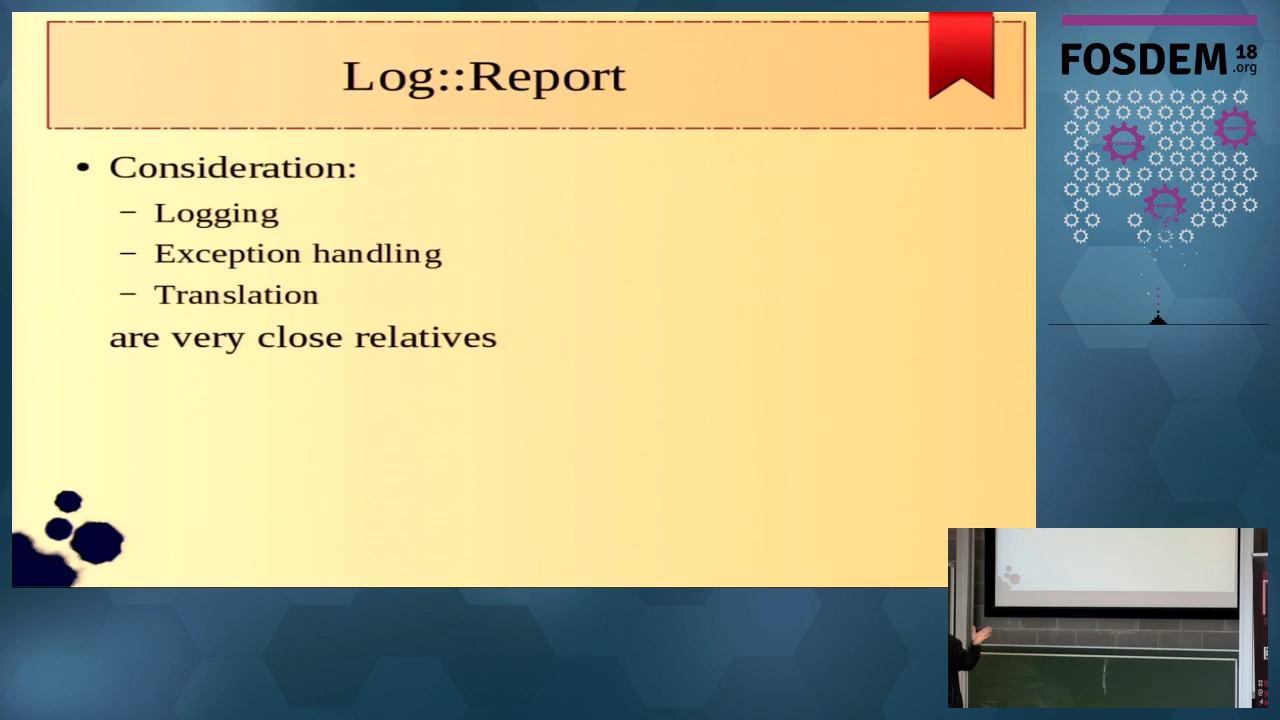 Log::Report
• Consideration:
– Logging
– Exception handling
– Translation
are very close relatives
FOSDEM 18
.org